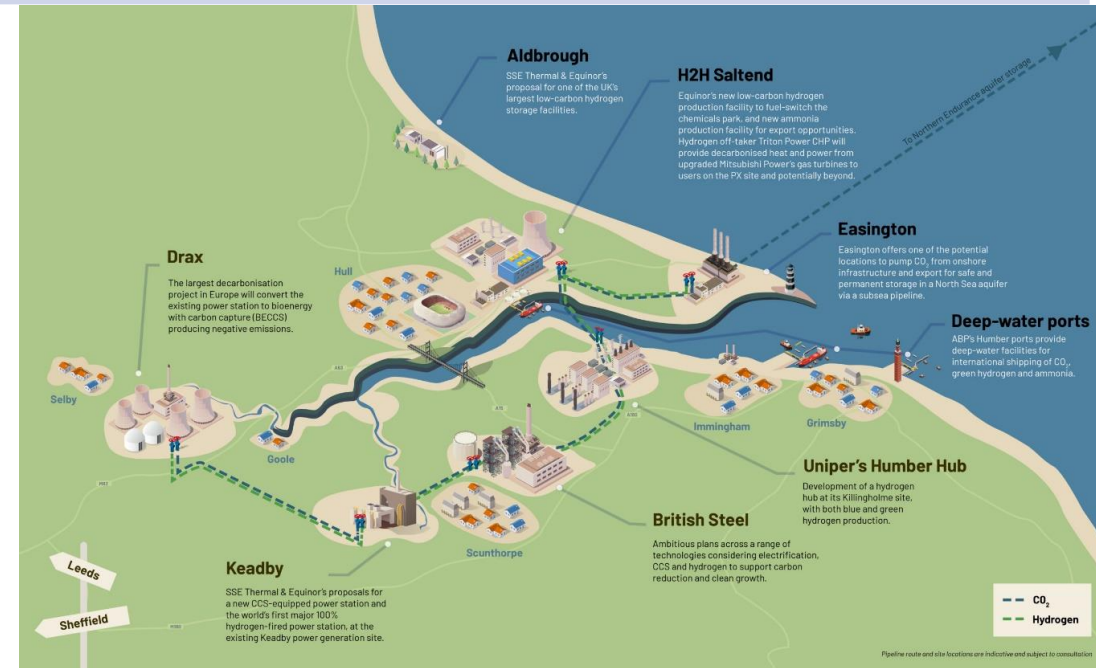 Aldbrough
SSE Thermal & Equinor's
proposal for one of the UK's
largest low-carbon hydrogen
storage facilities.
H2H Saltend
Equinor's new low-carbon hydrogen
production facility to fuel-switch the
chemicals park, and new ammonia
production facility for export opportunities.
Hydrogen off-taker Triton Power CHP will
provide decarbonised heat and power from
upgraded Mitsubishi Power's gas turbines to
users on the PX site and potentially beyond.
To Northern Endurance aquifer storage
Easington
Easington offers one of the potential
locations to pump CO₂ from onshore
infrastructure and export for safe and
permanent storage in a North Sea aquifer
via a subsea pipeline.
Drax
The largest decarbonisation
project in Europe will convert the
existing power station to bioenergy
with carbon capture (BECCS)
producing negative emissions.
Hull
Deep-water ports
ABP's Humber ports provide
deep-water facilities for
international shipping of CO₂,
green hydrogen and ammonia.
Selby
Goole
A63
Immingham
Grimsby
Uniper's Humber Hub
Development of a hydrogen
hub at its Killingholme site,
with both blue and green
hydrogen production.
British Steel
Ambitious plans across a range of
technologies considering electrification,
CCS and hydrogen to support carbon
reduction and clean growth.
Scunthorpe
Keadby
SSE Thermal & Equinor's proposals for
a new CCS-equipped power station and
the world's first major 100%
hydrogen-fired power station, at the
existing Keadby power generation site.
Leeds
Sheffield
CO₂
Hydrogen
Pipeline route and site locations are indicative and subject to consultation